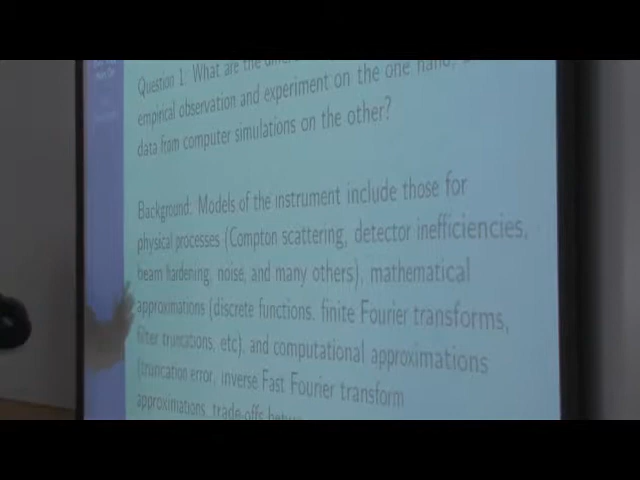 Question 1: What are the
empirical observation and experiment on the one hand,
data from computer simulations on the other?
Background: Models of the instrument include those for
physical processes (Compton scattering, detector inefficiencies,
beam hardening, noise, and many others), mathematical
approximations (discrete functions, finite Fourier transforms,
filter truncations, etc), and computational approximations
(truncation error, inverse Fast Fourier transform
approximations, trade-offs